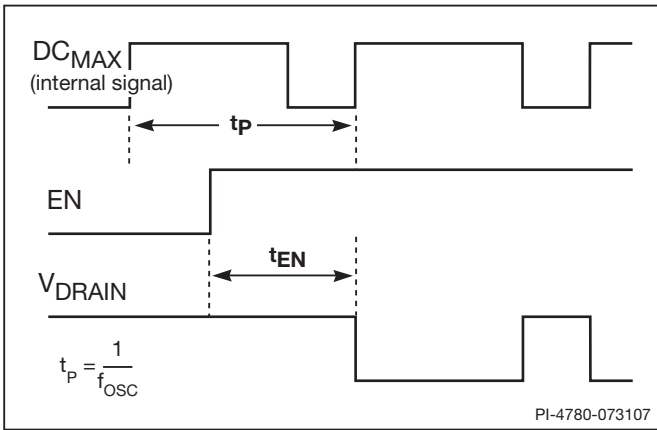 DCMAX
(internal signal)
tP
EN
tEN
VDRAIN
tP = 1/fOSC
PI-4780-073107